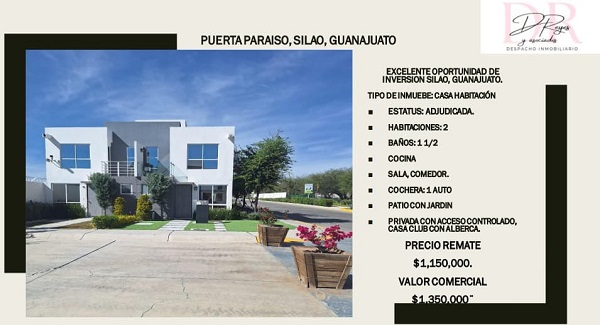 DR
D Reyes
y asociados
DESPACHO INMOBILIARIO
PUERTA PARAISO, SILAO, GUANAJUATO
EXCELENTE OPORTUNIDAD DE
INVERSION SILAO, GUANAJUATO.
TIPO DE INMUEBE: CASA HABITACIÓN
▪ ESTATUS: ADJUDICADA.
▪ HABITACIONES: 2
▪ BAÑOS: 1 1/2
▪ COCINA
▪ SALA, COMEDOR.
▪ COCHERA: 1 AUTO
▪ PATIO CON JARDIN
▪ PRIVADA CON ACCESO CONTROLADO,
CASA CLUB CON ALBERCA.
PRECIO REMATE
$1,150,000.
VALOR COMERCIAL
$1,350,000¨